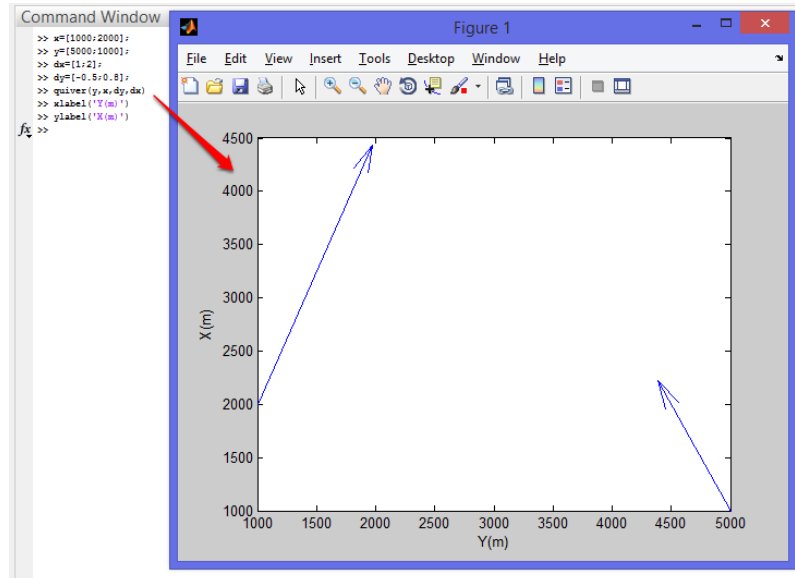 Command Window
>> x=[1000;2000];
>> y=[5000;1000];
>> dx=[1;2];
>> dy=[-0.5;0.8];
>> quiver(y,x,dy,dx)
>> xlabel('Y(m)')
>> ylabel('X(m)')
fx >>
Figure 1
File Edit View Insert Tools Desktop Window Help
4500
4000
3500
3000
2500
2000
1500
1000
X(m)
1000 1500 2000 2500 3000 3500 4000 4500 5000
Y(m)